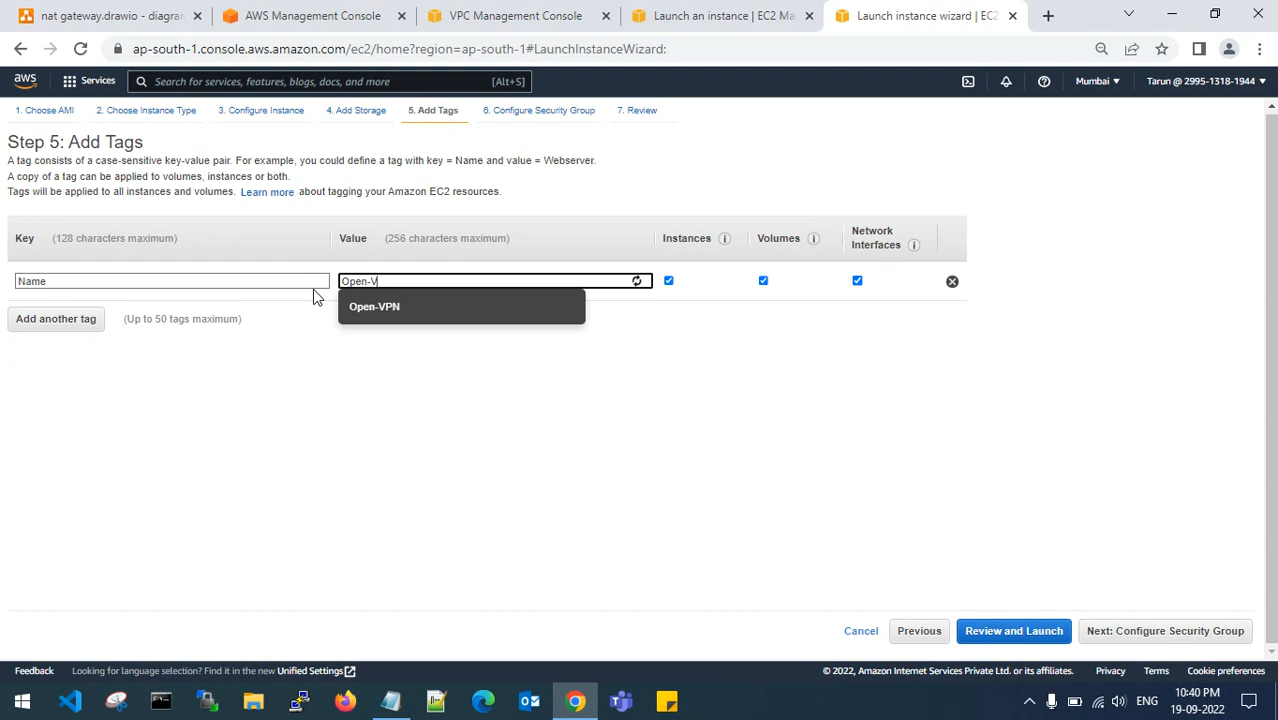 nat gateway.drawio - diagram
AWS Management Console
VPC Management Console
Launch an instance | EC2 Ma
Launch instance wizard | EC2
ap-south-1.console.aws.amazon.com/ec2/home?region=ap-south-1#LaunchInstanceWizard:
aws
Services
Search for services, features, blogs, docs, and more
[Alt+S]
Mumbai
Tarun @ 2995-1318-1944
1. Choose AMI
2. Choose Instance Type
3. Configure Instance
4. Add Storage
5. Add Tags
6. Configure Security Group
7. Review
Step 5: Add Tags
A tag consists of a case-sensitive key-value pair. For example, you could define a tag with key = Name and value = Webserver.
A copy of a tag can be applied to volumes, instances or both.
Tags will be applied to all instances and volumes. Learn more about tagging your Amazon EC2 resources.
Key (128 characters maximum)
Value (256 characters maximum)
Instances
Volumes
Network
Interfaces
Name
Open-V
Open-VPN
Add another tag
(Up to 50 tags maximum)
Cancel
Previous
Review and Launch
Next: Configure Security Group
Feedback
Looking for language selection? Find it in the new Unified Settings
© 2022, Amazon Internet Services Private Ltd. or its affiliates.
Privacy
Terms
Cookie preferences
ENG
10:40 PM
19-09-2022